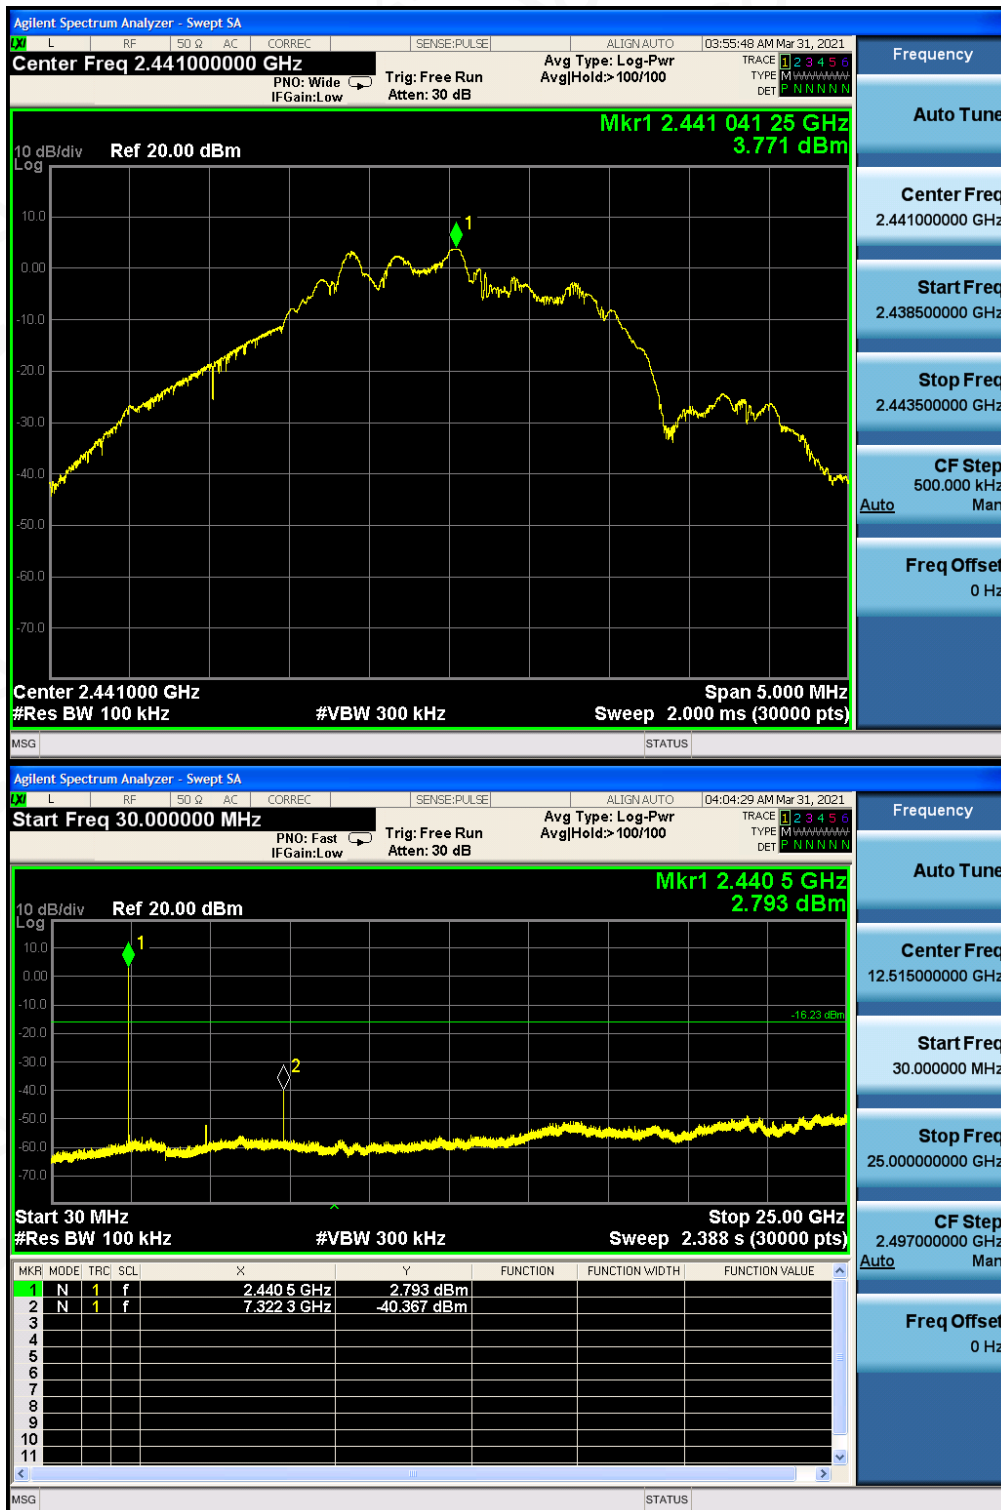 Agilent Spectrum Analyzer - Swept SA
LXI L RF 50 Ω AC CORREC SENSE:PULSE ALIGN AUTO 03:55:48 AM Mar 31, 2021
Center Freq 2.441000000 GHz
PNO: Wide
IFGain:Low
Trig: Free Run
Atten: 30 dB
Avg Type: Log-Pwr
Avg|Hold:>100/100
TRACE 1 2 3 4 5 6
TYPE M
DET P N N N N N
Mkr1 2.441 041 25 GHz
3.771 dBm
10 dB/div Ref 20.00 dBm
Log
1
10.0
0.00
-10.0
-20.0
-30.0
-40.0
-50.0
-60.0
-70.0
Center 2.441000 GHz Span 5.000 MHz
#Res BW 100 kHz #VBW 300 kHz Sweep 2.000 ms (30000 pts)
MSG STATUS
Frequency
Auto Tune
Center Freq
2.441000000 GHz
Start Freq
2.438500000 GHz
Stop Freq
2.443500000 GHz
CF Step
500.000 kHz
Auto Man
Freq Offset
0 Hz
Agilent Spectrum Analyzer - Swept SA
LXI L RF 50 Ω AC CORREC SENSE:PULSE ALIGN AUTO 04:04:29 AM Mar 31, 2021
Start Freq 30.000000 MHz
PNO: Fast
IFGain:Low
Trig: Free Run
Atten: 30 dB
Avg Type: Log-Pwr
Avg|Hold:>100/100
TRACE 1 2 3 4 5 6
TYPE M
DET P N N N N N
Mkr1 2.440 5 GHz
2.793 dBm
10 dB/div Ref 20.00 dBm
Log
1
10.0
0.00
-10.0
-16.23 dBm
-20.0
-30.0
2
-40.0
-50.0
-60.0
-70.0
Start 30 MHz Stop 25.00 GHz
#Res BW 100 kHz #VBW 300 kHz Sweep 2.388 s (30000 pts)
MKR MODE TRC SCL X Y FUNCTION FUNCTION WIDTH FUNCTION VALUE
1 N 1 f 2.440 5 GHz 2.793 dBm
2 N 1 f 7.322 3 GHz -40.367 dBm
3
4
5
6
7
8
9
10
11
MSG STATUS
Frequency
Auto Tune
Center Freq
12.515000000 GHz
Start Freq
30.000000 MHz
Stop Freq
25.000000000 GHz
CF Step
2.497000000 GHz
Auto Man
Freq Offset
0 Hz